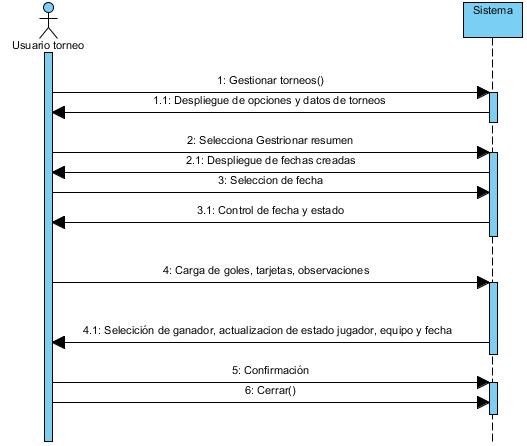 Sistema
Usuario torneo
1: Gestionar torneos()
1.1: Despliegue de opciones y datos de torneos
2: Selecciona Gestrionar resumen
2.1: Despliegue de fechas creadas
3: Seleccion de fecha
3.1: Control de fecha y estado
4: Carga de goles, tarjetas, observaciones
4.1: Selección de ganador, actualizacion de estado jugador, equipo y fecha
5: Confirmación
6: Cerrar()